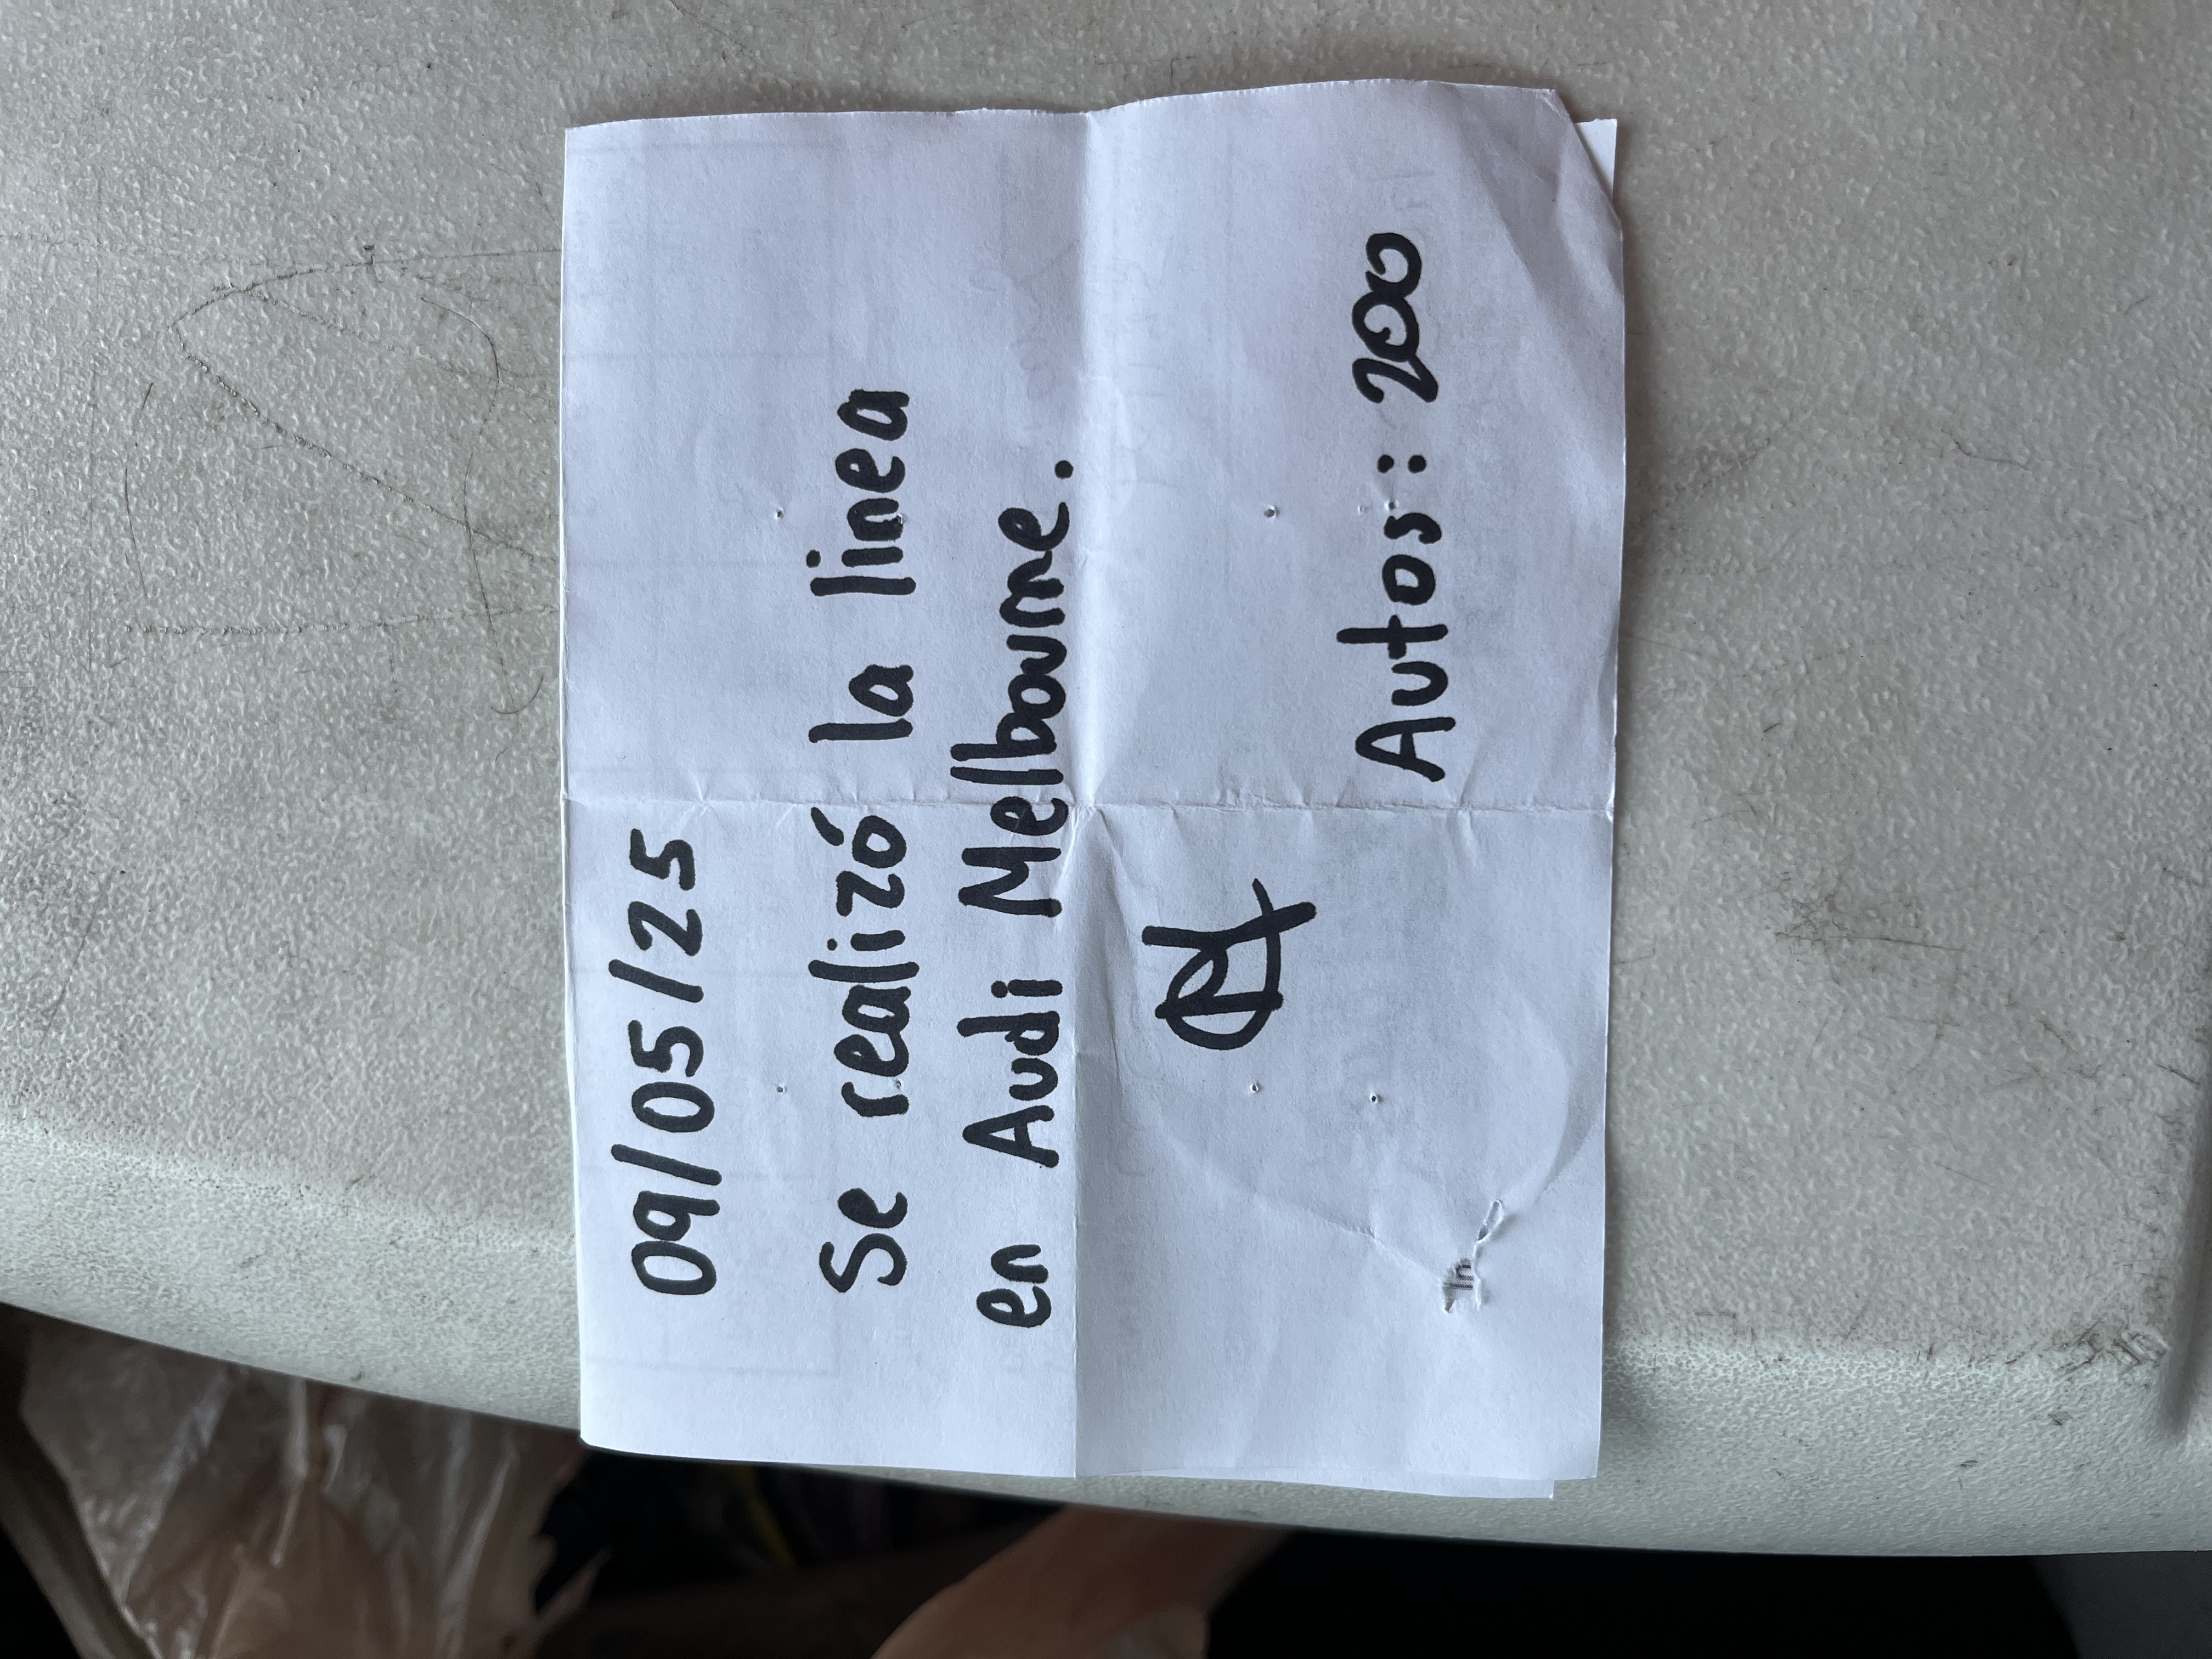 09/05/25
Se realizó la linea
en Audi Melbourne.
Autos: 200